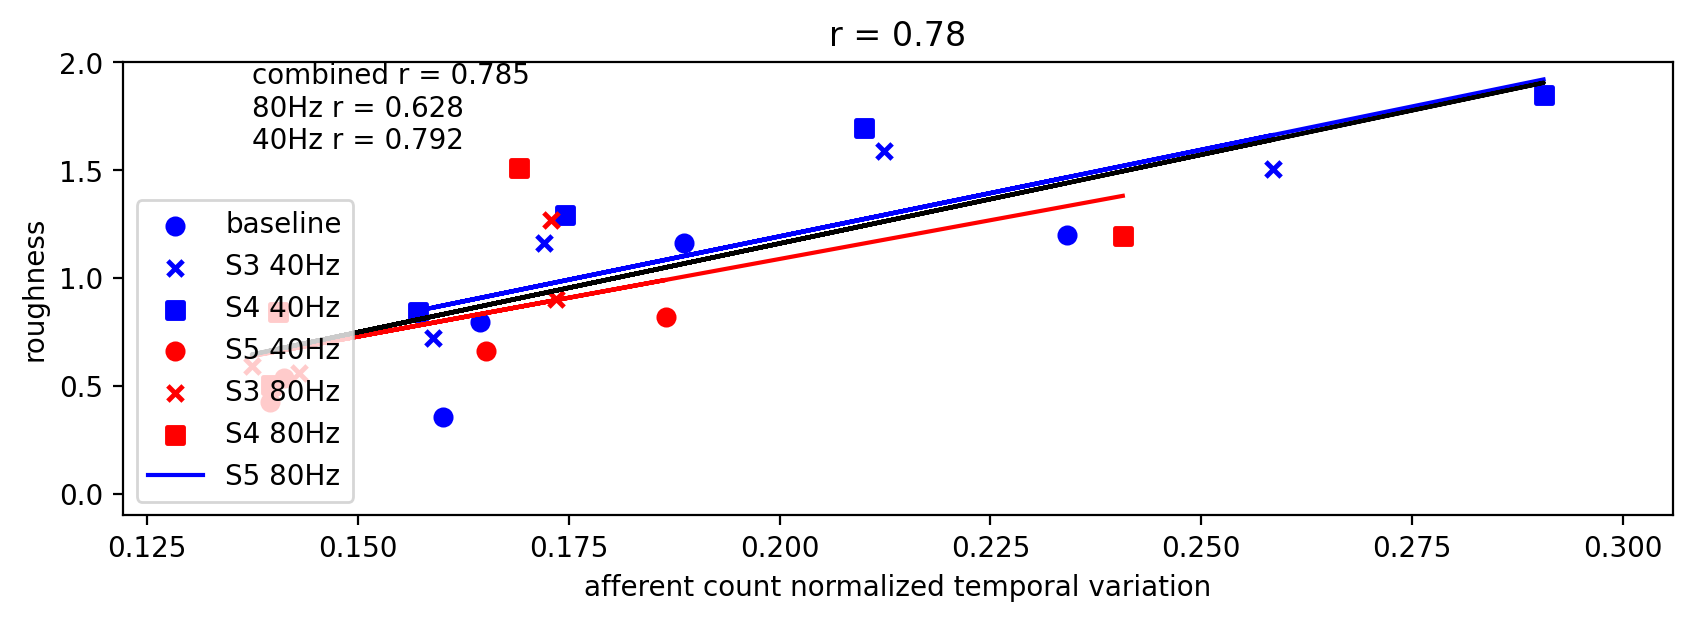 r = 0.78
combined r = 0.785
80Hz r = 0.628
40Hz r = 0.792
baseline
S3 40Hz
S4 40Hz
S5 40Hz
S3 80Hz
S4 80Hz
S5 80Hz
roughness
2.0
1.5
1.0
0.5
0.0
0.125 0.150 0.175 0.200 0.225 0.250 0.275 0.300
afferent count normalized temporal variation